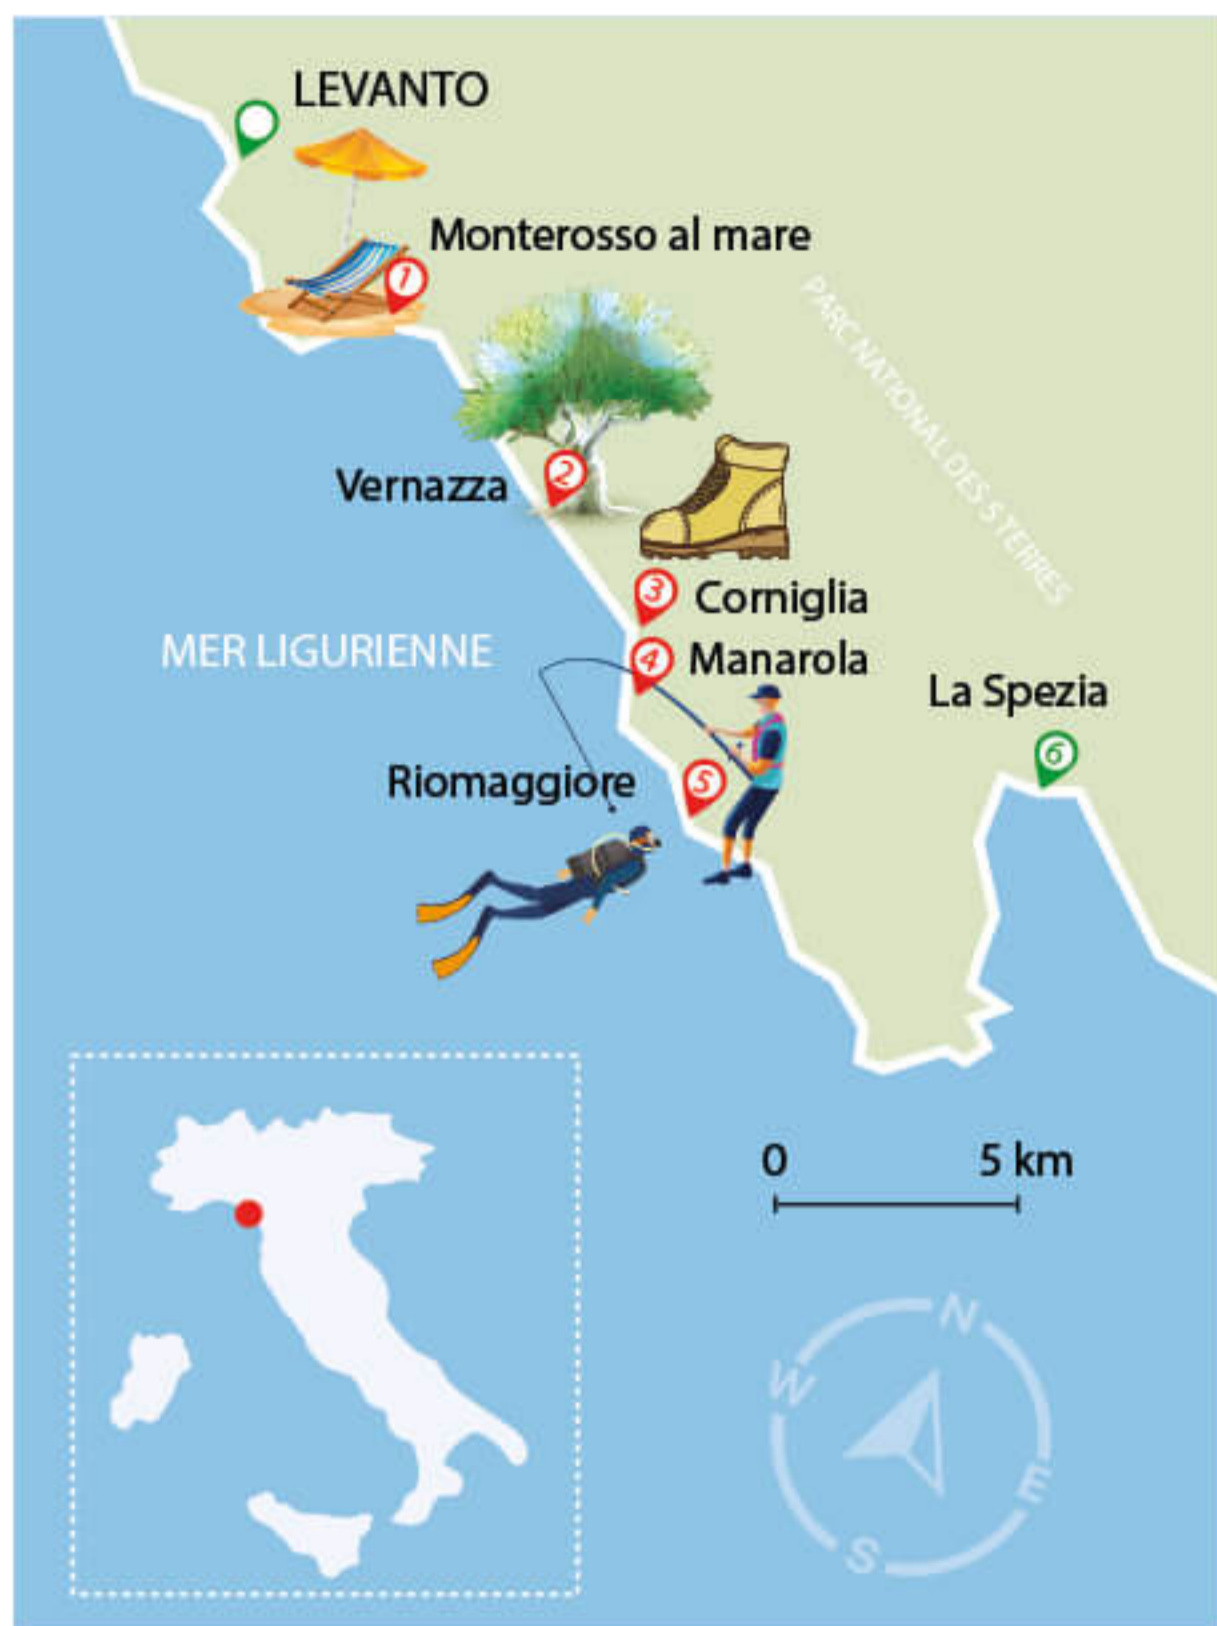 LEVANTO
Monterosso al mare
1
PARC NATIONAL DES 5 TERRES
Vernazza
2
3
Corniglia
MER LIGURIENNE
4
Manarola
La Spezia
6
Riomaggiore
5
0
5 km
N
W
E
S